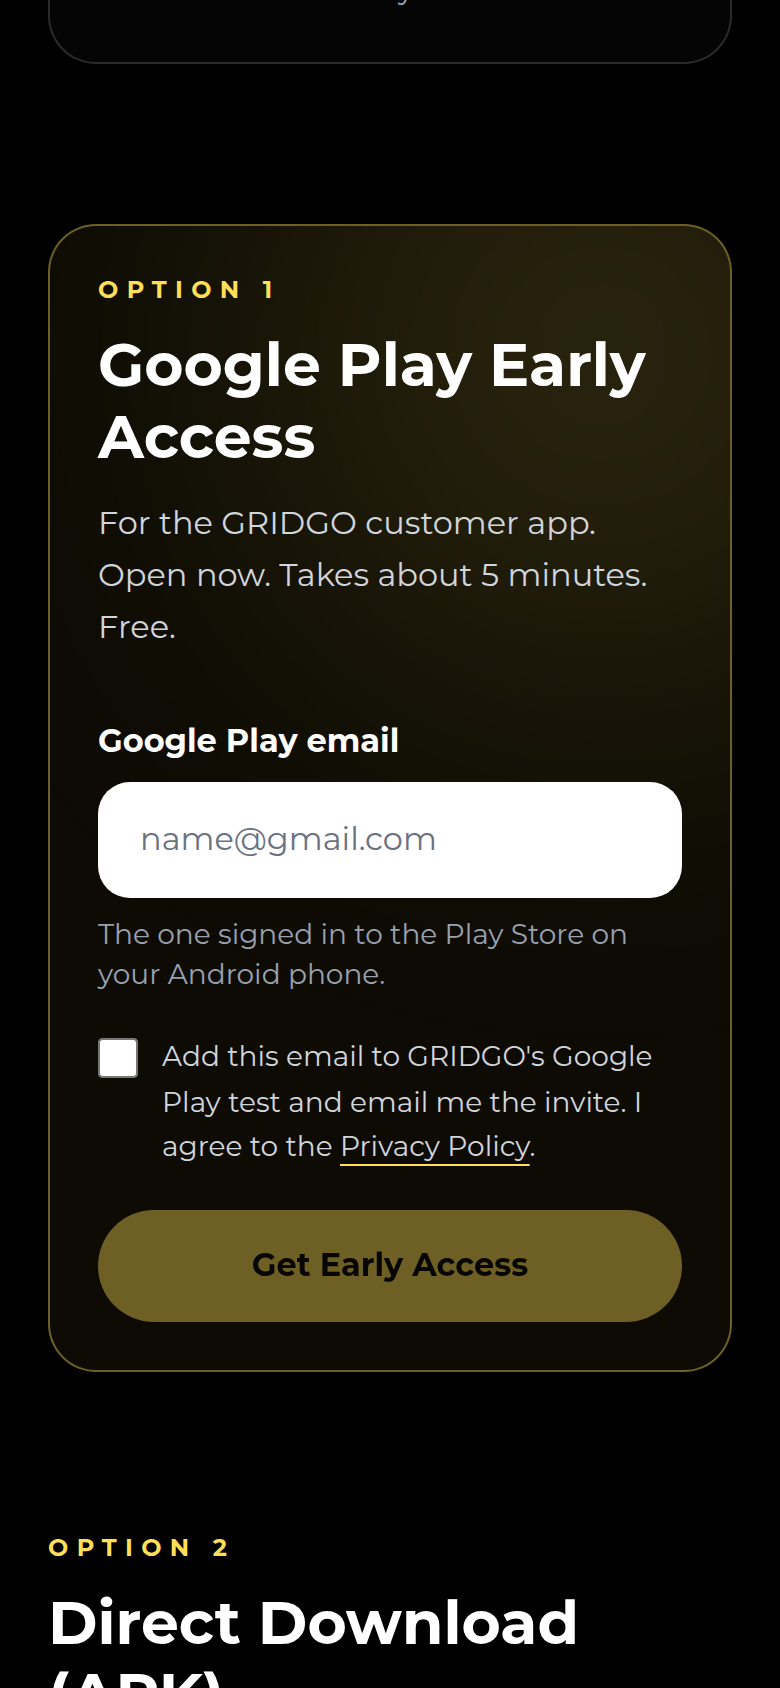 OPTION 1
Google Play Early
Access
For the GRIDGO customer app.
Open now. Takes about 5 minutes.
Free.
Google Play email
name@gmail.com
The one signed in to the Play Store on
your Android phone.
Add this email to GRIDGO's Google
Play test and email me the invite. I
agree to the Privacy Policy.
Get Early Access
OPTION 2
Direct Download
(APK)